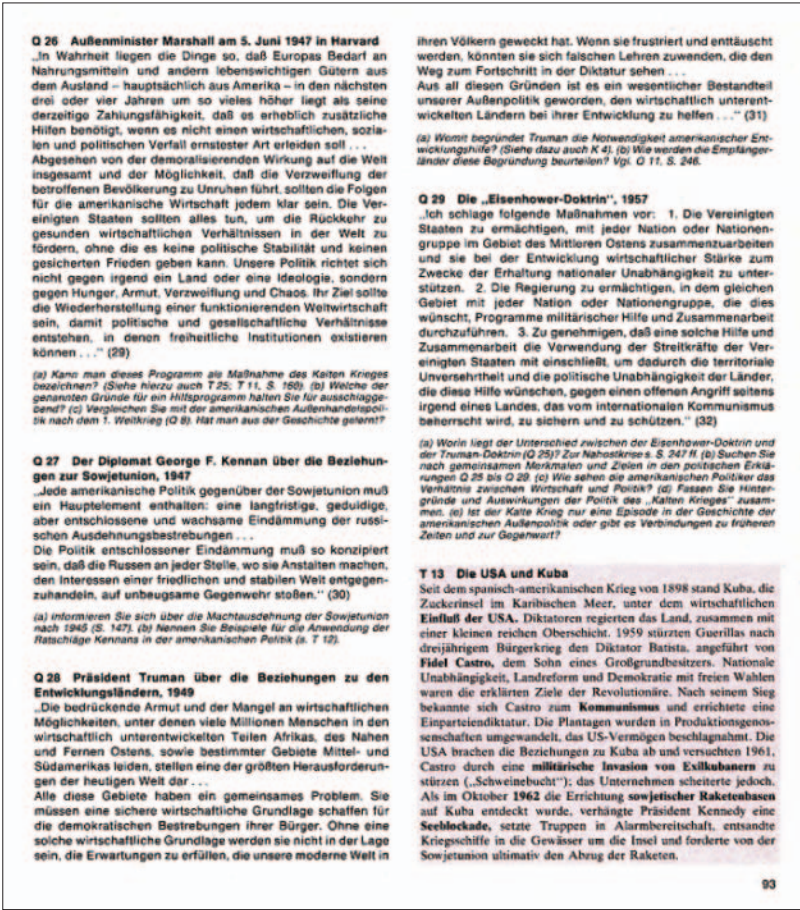 Q 26 Außenminister Marshall am 5. Juni 1947 in Harvard
„In Wahrheit liegen die Dinge so, daß Europas Bedarf an
Nahrungsmitteln und andern lebenswichtigen Gütern aus
dem Ausland – hauptsächlich aus Amerika – in den nächsten
drei oder vier Jahren um so vieles höher liegt als seine
derzeitige Zahlungsfähigkeit, daß es erheblich zusätzliche
Hilfen benötigt, wenn es nicht einen wirtschaftlichen, sozia-
len und politischen Verfall ernstester Art erleiden soll . . .
Abgesehen von der demoralisierenden Wirkung auf die Welt
insgesamt und der Möglichkeit, daß die Verzweiflung der
betroffenen Bevölkerung zu Unruhen führt, sollten die Folgen
für die amerikanische Wirtschaft jedem klar sein. Die Ver-
einigten Staaten sollten alles tun, um die Rückkehr zu
gesunden wirtschaftlichen Verhältnissen in der Welt zu
fördern, ohne die es keine politische Stabilität und keinen
gesicherten Frieden geben kann. Unsere Politik richtet sich
nicht gegen irgend ein Land oder eine Ideologie, sondern
gegen Hunger, Armut, Verzweiflung und Chaos. Ihr Ziel sollte
die Wiederherstellung einer funktionierenden Weltwirtschaft
sein, damit politische und gesellschaftliche Verhältnisse
entstehen, in denen freiheitliche Institutionen existieren
können . . .“ (29)
(a) Kann man dieses Programm als Maßnahme des Kalten Krieges
bezeichnen? (Siehe hierzu auch T 25; T 11, S. 160). (b) Welche der
genannten Gründe für ein Hilfsprogramm halten Sie für ausschlagge-
bend? (c) Vergleichen Sie mit der amerikanischen Außenhandelspoli-
tik nach dem 1. Weltkrieg (Q 9). Hat man aus der Geschichte gelernt?
Q 27 Der Diplomat George F. Kennan über die Beziehun-
gen zur Sowjetunion, 1947
„Jede amerikanische Politik gegenüber der Sowjetunion muß
ein Hauptelement enthalten: eine langfristige, geduldige,
aber entschlossene und wachsame Eindämmung der russi-
schen Ausdehnungsbestrebungen . . .
Die Politik entschlossener Eindämmung muß so konzipiert
sein, daß die Russen an jeder Stelle, wo sie Anstalten machen,
den Interessen einer friedlichen und stabilen Welt entgegen-
zuhandeln, auf unbeugsame Gegenwehr stoßen.“ (30)
(a) Informieren Sie sich über die Machtausdehnung der Sowjetunion
nach 1945 (S. 147). (b) Nennen Sie Beispiele für die Anwendung der
Ratschläge Kennans in der amerikanischen Politik (s. T 12).
Q 28 Präsident Truman über die Beziehungen zu den
Entwicklungsländern, 1949
„Die bedrückende Armut und der Mangel an wirtschaftlichen
Möglichkeiten, unter denen viele Millionen Menschen in den
wirtschaftlich unterentwickelten Teilen Afrikas, des Nahen
und Fernen Ostens, sowie bestimmter Gebiete Mittel- und
Südamerikas leiden, stellen eine der größten Herausforderun-
gen der heutigen Welt dar . . .
Alle diese Gebiete haben ein gemeinsames Problem. Sie
müssen eine sichere wirtschaftliche Grundlage schaffen für
die demokratischen Bestrebungen ihrer Bürger. Ohne eine
solche wirtschaftliche Grundlage werden sie nicht in der Lage
sein, die Erwartungen zu erfüllen, die unsere moderne Welt in
ihren Völkern geweckt hat. Wenn sie frustriert und enttäuscht
werden, könnten sie sich falschen Lehren zuwenden, die den
Weg zum Fortschritt in der Diktatur sehen . . .
Aus all diesen Gründen ist es ein wesentlicher Bestandteil
unserer Außenpolitik geworden, den wirtschaftlich unterent-
wickelten Ländern bei ihrer Entwicklung zu helfen . . .“ (31)
(a) Womit begründet Truman die Notwendigkeit amerikanischer Ent-
wicklungshilfe? (Siehe dazu auch K 4). (b) Wie werden die Empfänger-
länder diese Begründung beurteilen? Vgl. Q 11, S. 246.
Q 29 Die „Eisenhower-Doktrin“, 1957
„Ich schlage folgende Maßnahmen vor: 1. Die Vereinigten
Staaten zu ermächtigen, mit jeder Nation oder Nationen-
gruppe im Gebiet des Mittleren Ostens zusammenzuarbeiten
und sie bei der Entwicklung wirtschaftlicher Stärke zum
Zwecke der Erhaltung nationaler Unabhängigkeit zu unter-
stützen. 2. Die Regierung zu ermächtigen, in dem gleichen
Gebiet mit jeder Nation oder Nationengruppe, die dies
wünscht, Programme militärischer Hilfe und Zusammenarbeit
durchzuführen. 3. Zu genehmigen, daß eine solche Hilfe und
Zusammenarbeit die Verwendung der Streitkräfte der Ver-
einigten Staaten mit einschließt, um dadurch die territoriale
Unversehrtheit und die politische Unabhängigkeit der Länder,
die diese Hilfe wünschen, gegen einen offenen Angriff seitens
irgend eines Landes, das vom internationalen Kommunismus
beherrscht wird, zu sichern und zu schützen.“ (32)
(a) Worin liegt der Unterschied zwischen der Eisenhower-Doktrin und
der Truman-Doktrin (Q 25)? Zur Nahostkrise s. S. 247 ff. (b) Suchen Sie
nach gemeinsamen Merkmalen und Zielen in den politischen Erklä-
rungen Q 25 bis Q 29. (c) Wie sehen die amerikanischen Politiker das
Verhältnis zwischen Wirtschaft und Politik? (d) Fassen Sie Hinter-
gründe und Auswirkungen der Politik des „Kalten Krieges“ zusam-
men. (e) Ist der Kalte Krieg nur eine Episode in der Geschichte der
amerikanischen Außenpolitik oder gibt es Verbindungen zu früheren
Zeiten und zur Gegenwart?
T 13 Die USA und Kuba
Seit dem spanisch-amerikanischen Krieg von 1898 stand Kuba, die
Zuckerinsel im Karibischen Meer, unter dem wirtschaftlichen
Einfluß der USA. Diktatoren regierten das Land, zusammen mit
einer kleinen reichen Oberschicht. 1959 stürzten Guerillas nach
dreijährigem Bürgerkrieg den Diktator Batista, angeführt von
Fidel Castro, dem Sohn eines Großgrundbesitzers. Nationale
Unabhängigkeit, Landreform und Demokratie mit freien Wahlen
waren die erklärten Ziele der Revolutionäre. Nach seinem Sieg
bekannte sich Castro zum Kommunismus und errichtete eine
Einparteiendiktatur. Die Plantagen wurden in Produktionsgenos-
senschaften umgewandelt, das US-Vermögen beschlagnahmt. Die
USA brachen die Beziehungen zu Kuba ab und versuchten 1961,
Castro durch eine militärische Invasion von Exilkubanern zu
stürzen („Schweinebucht“); das Unternehmen scheiterte jedoch.
Als im Oktober 1962 die Errichtung sowjetischer Raketenbasen
auf Kuba entdeckt wurde, verhängte Präsident Kennedy eine
Seeblockade, setzte Truppen in Alarmbereitschaft, entsandte
Kriegsschiffe in die Gewässer um die Insel und forderte von der
Sowjetunion ultimativ den Abzug der Raketen.
93